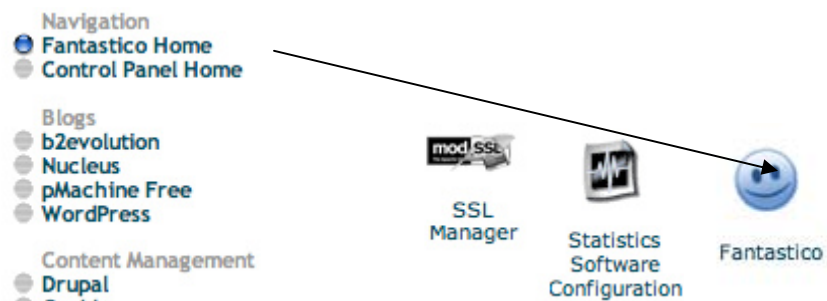 Navigation
Fantastico Home
Control Panel Home
Blogs
b2evolution
Nucleus
pMachine Free
WordPress
Content Management
Drupal
mod SSL
SSL
Manager
Statistics
Software
Configuration
Fantastico